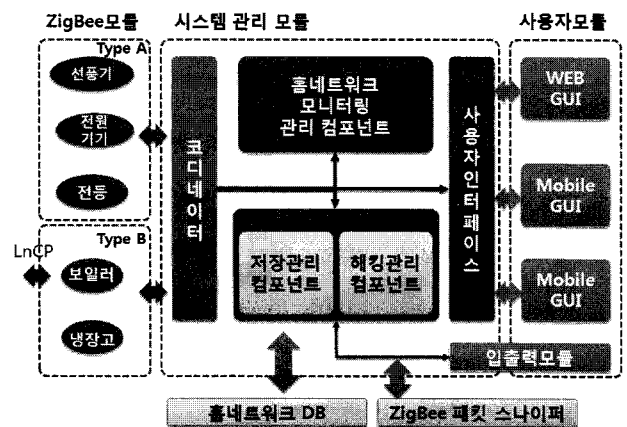 ZigBee모듈
시스템 관리 모듈
사용자모듈
Type A
선풍기
전원
기기
전등
Type B
LnCP
보일러
냉장고
코디네이터
홈네트워크
모니터링
관리 컴포넌트
저장관리
컴포넌트
해킹관리
컴포넌트
사용자인터페이스
WEB
GUI
Mobile
GUI
Mobile
GUI
입출력모듈
홈네트워크 DB
ZigBee 패킷 스나이퍼